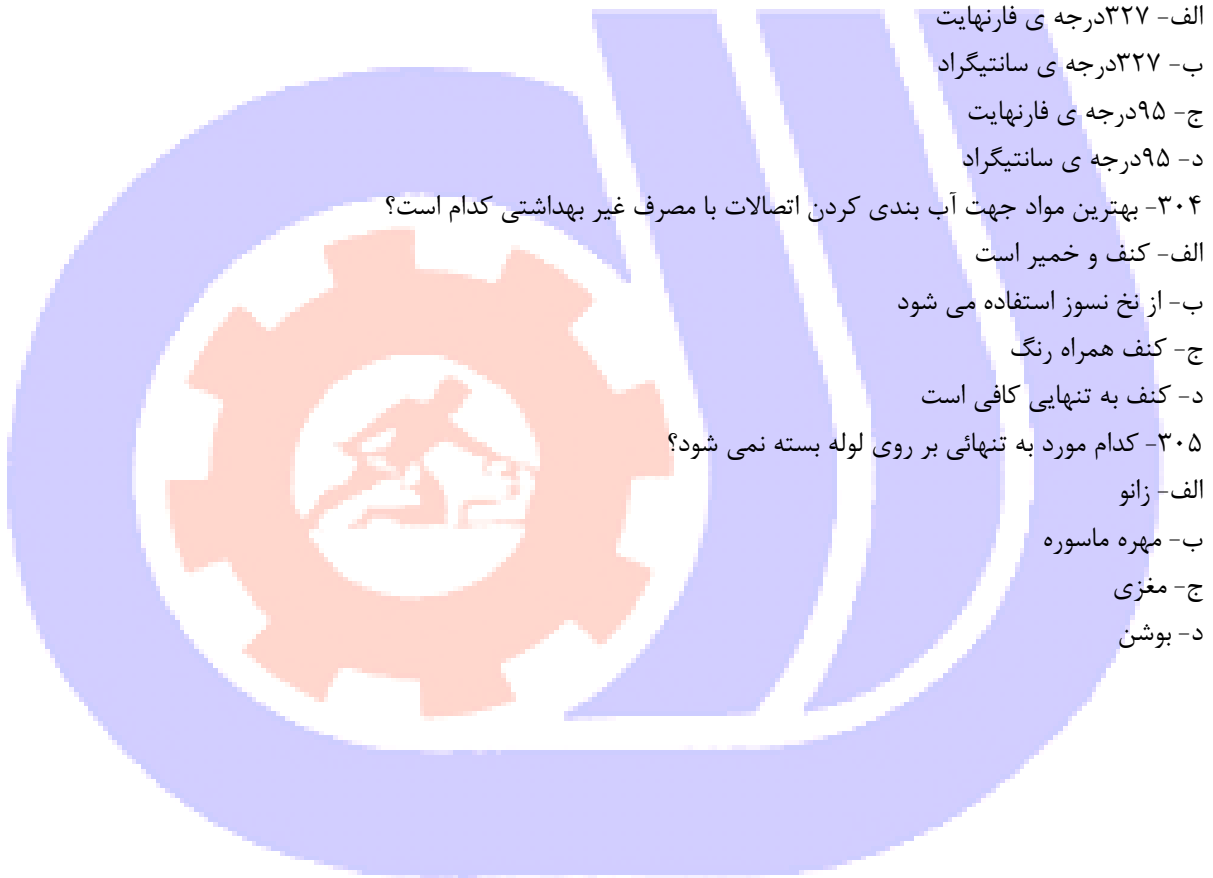 الف- ۳۲۷درجه ی فارنهایت
ب- ۳۲۷درجه ی سانتیگراد
ج- ۹۵درجه ی فارنهایت
د- ۹۵درجه ی سانتیگراد
۳۰۴- بهترین مواد جهت آب بندی کردن اتصالات با مصرف غیر بهداشتی کدام است؟
الف- کنف و خمیر است
ب- از نخ نسوز استفاده می شود
ج- کنف همراه رنگ
د- کنف به تنهایی کافی است
۳۰۵- کدام مورد به تنهائی بر روی لوله بسته نمی شود؟
الف- زانو
ب- مهره ماسوره
ج- مغزی
د- بوشن